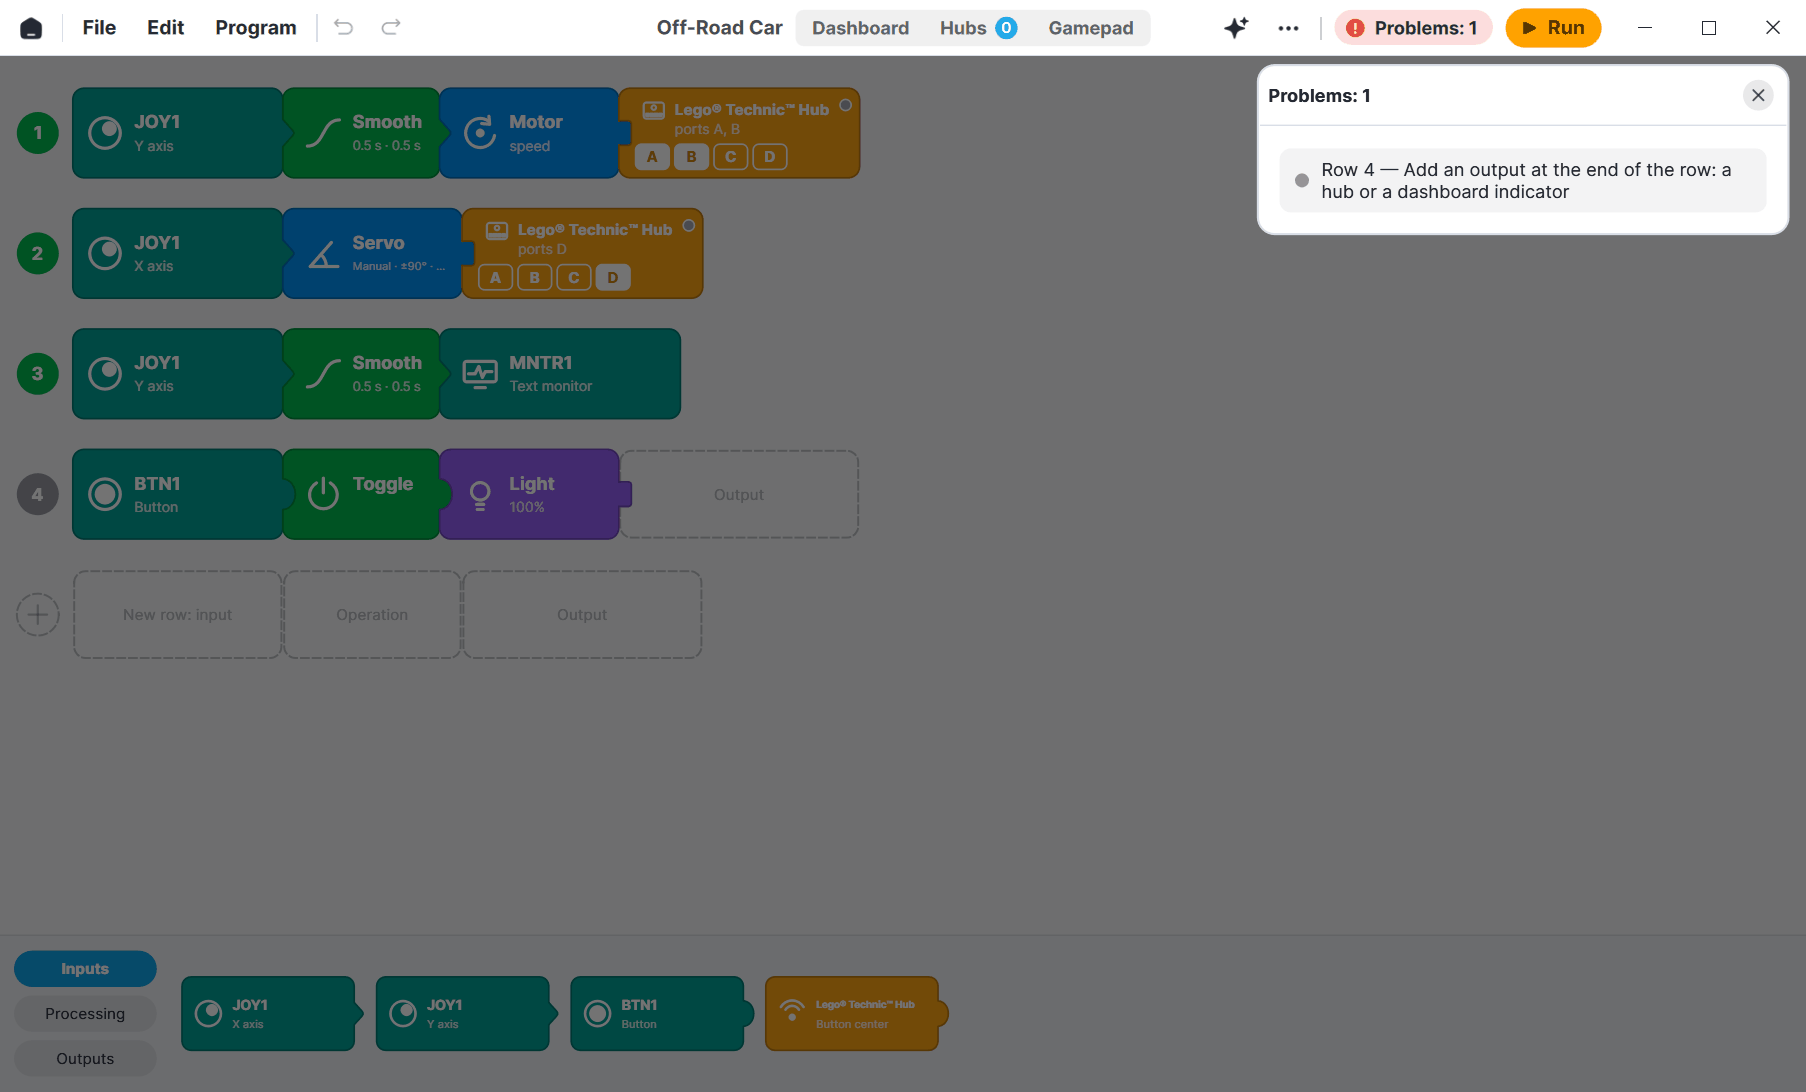 File Edit Program Off-Road Car Dashboard Hubs 0 Gamepad ! Problems: 1 Run
Problems: 1
Row 4 — Add an output at the end of the row: a
hub or a dashboard indicator
1
JOY1
Y axis
Smooth
0.5 s · 0.5 s
Motor
speed
Lego® Technic™ Hub
ports A, B
A B C D
2
JOY1
X axis
Servo
Manual · ±90° · ...
Lego® Technic™ Hub
ports D
A B C D
3
JOY1
Y axis
Smooth
0.5 s · 0.5 s
MNTR1
Text monitor
4
BTN1
Button
Toggle
Light
100%
Output
New row: input
Operation
Output
Inputs
Processing
Outputs
JOY1
X axis
JOY1
Y axis
BTN1
Button
Lego® Technic™ Hub
Button center